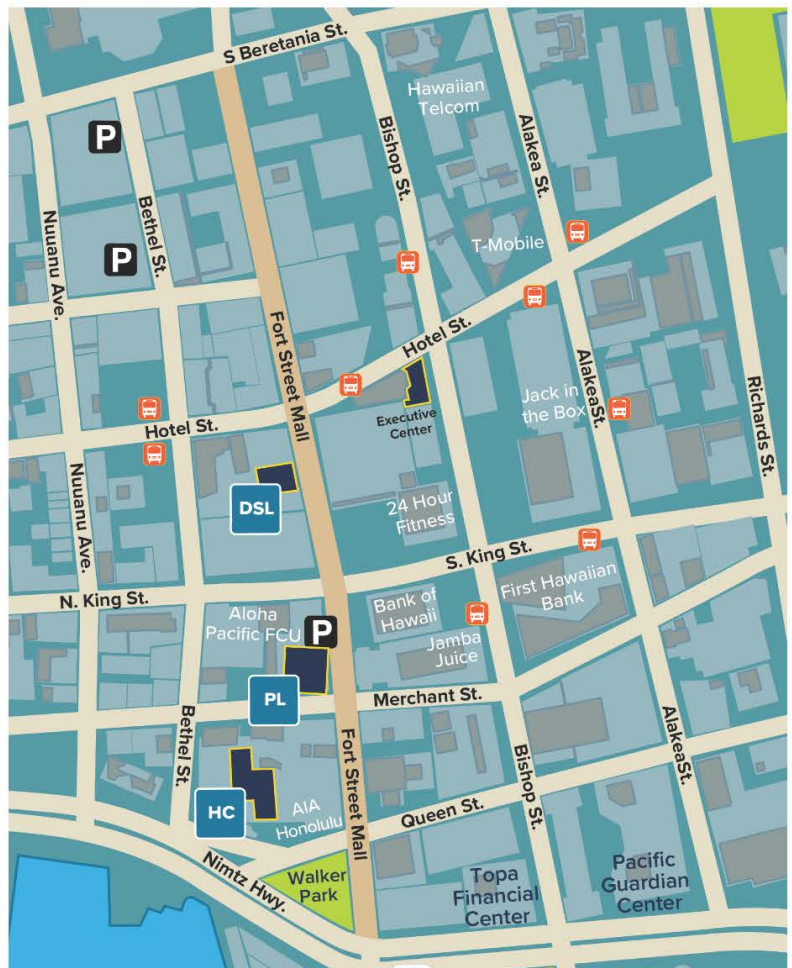 S Beretania St.
Hawaiian
Telcom
P
Bishop St.
Alakea St.
Bethel St.
Nuuanu Ave.
P
T-Mobile
Fort Street Mall
Hotel St.
Executive
Center
Jack in
the Box
AlakeaSt.
Richards St.
Hotel St.
Nuuanu Ave.
DSL
24 Hour
Fitness
S. King St.
N. King St.
Aloha
Pacific FCU
P
Bank of
Hawaii
First Hawaiian
Bank
Jamba
Juice
PL
Merchant St.
Bethel St.
Fort Street Mall
Bishop St.
AlakeaSt.
HC
AIA
Honolulu
Queen St.
Nimtz Hwy.
Walker
Park
Topa
Financial
Center
Pacific
Guardian
Center